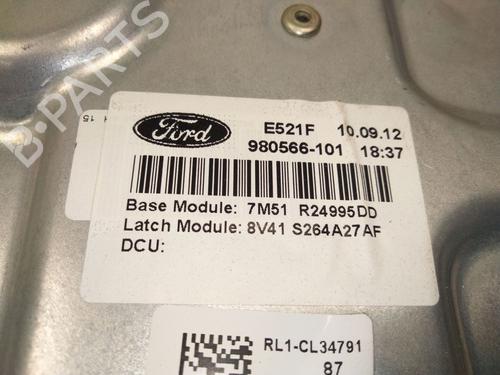 B-PARTS
15
Ford
E521F 10.09.12
980566-101 18:37
Base Module: 7M51 R24995DD
Latch Module: 8V41 S264A27AF
DCU:
RL1-CL34791
87